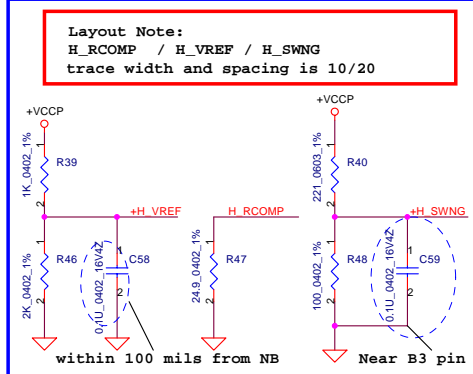 Layout Note:
H_RCOMP / H_VREF / H_SWNG
trace width and spacing is 10/20
+VCCP
+VCCP
1
1K_0402_1%
R39
2
1
221_0603_1%
R40
2
+H_VREF
H_RCOMP
+H_SWNG
1
2K_0402_1%
R46
2
1
0.1U_0402_16V4Z
C58
2
1
24.9_0402_1%
R47
2
1
100_0402_1%
R48
2
1
0.1U_0402_16V4Z
C59
2
within 100 mils from NB
Near B3 pin